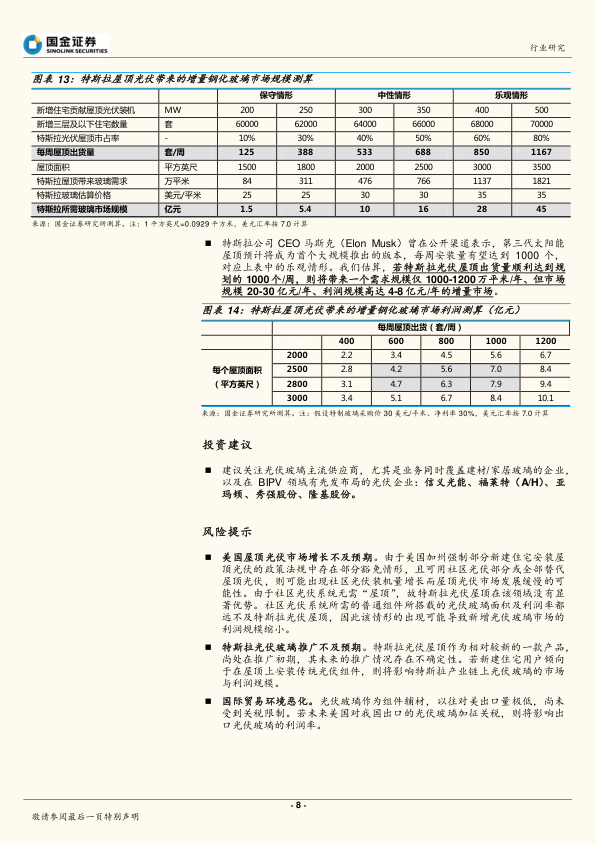 国金证券
SINOLINK SECURITIES
行业研究
图表 13：特斯拉屋顶光伏带来的增量钢化玻璃市场规模测算
保守情形 中性情形 乐观情形
新增住宅贡献屋顶光伏装机 MW 200 250 300 350 400 500
新增三层及以下住宅数量 套 60000 62000 64000 66000 68000 70000
特斯拉光伏屋顶市占率 - 10% 30% 40% 50% 60% 80%
每周屋顶出货量 套/周 125 388 533 688 850 1167
屋顶面积 平方英尺 1500 1800 2000 2500 3000 3500
特斯拉屋顶带来玻璃需求 万平米 84 311 476 766 1137 1821
特斯拉玻璃估算价格 美元/平米 25 25 30 30 35 35
特斯拉所需玻璃市场规模 亿元 1.5 5.4 10 16 28 45
来源：国金证券研究所测算。注：1 平方英尺=0.0929 平方米，美元汇率按 7.0 计算
■ 特斯拉公司 CEO 马斯克（Elon Musk）曾在公开渠道表示，第三代太阳能
屋顶预计将成为首个大规模推出的版本，每周安装量有望达到 1000 个，
对应上表中的乐观情形。我们估算，若特斯拉光伏屋顶出货量顺利达到规
划的 1000 个/周，则将带来一个需求规模仅 1000-1200 万平米/年、但市场
规模 20-30 亿元/年、利润规模高达 4-8 亿元/年的增量市场。
图表 14：特斯拉屋顶光伏带来的增量钢化玻璃市场利润测算（亿元）
每周屋顶出货（套/周）
400 600 800 1000 1200
每个屋顶面积
（平方英尺）
2000 2.2 3.4 4.5 5.6 6.7
2500 2.8 4.2 5.6 7.0 8.4
2800 3.1 4.7 6.3 7.9 9.4
3000 3.4 5.1 6.7 8.4 10.1
来源：国金证券研究所测算。注：假设特制玻璃采购价 30 美元/平米、净利率 30%，美元汇率按 7.0 计算
投资建议
■ 建议关注光伏玻璃主流供应商，尤其是业务同时覆盖建材/家居玻璃的企业，
以及在 BIPV 领域有先发布局的光伏企业：信义光能、福莱特（A/H）、亚
玛顿、秀强股份、隆基股份。
风险提示
■ 美国屋顶光伏市场增长不及预期。由于美国加州强制部分新建住宅安装屋
顶光伏的政策法规中存在部分豁免情形，且可用社区光伏部分或全部替代
屋顶光伏，则可能出现社区光伏装机量增长而屋顶光伏市场发展缓慢的可
能性。由于社区光伏系统无需“屋顶”，故特斯拉光伏屋顶在该领域没有显
著优势。社区光伏系统所需的普通组件所搭载的光伏玻璃面积及利润率都
远不及特斯拉光伏屋顶，因此该情形的出现可能导致新增光伏玻璃市场的
利润规模缩小。
■ 特斯拉光伏玻璃推广不及预期。特斯拉光伏屋顶作为相对较新的一款产品，
尚处在推广初期，其未来的推广情况存在不确定性。若新建住宅用户倾向
于在屋顶上安装传统光伏组件，则将影响特斯拉产业链上光伏玻璃的市场
与利润规模。
■ 国际贸易环境恶化。光伏玻璃作为组件辅材，以往对美出口量极低，尚未
受到关税限制。若未来美国对我国出口的光伏玻璃加征关税，则将影响出
口光伏玻璃的利润率。
- 8 -
敬请参阅最后一页特别声明